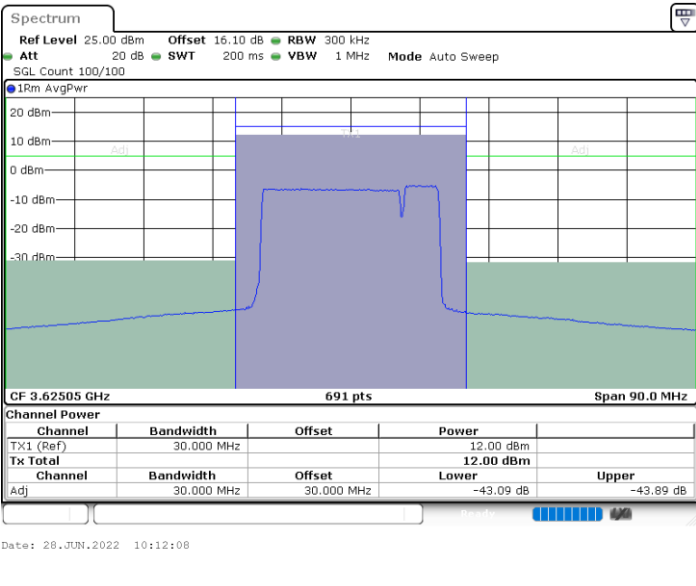 Spectrum
Ref Level 25.00 dBm Offset 16.10 dB RBW 300 kHz
Att 20 dB SWT 200 ms VBW 1 MHz Mode Auto Sweep
SGL Count 100/100
1Rm AvgPwr
20 dBm
TX1
10 dBm
Adj Adj
0 dBm
-10 dBm
-20 dBm
-30 dBm
CF 3.62505 GHz 691 pts Span 90.0 MHz
Channel Power
Channel Bandwidth Offset Power
TX1 (Ref) 30.000 MHz 12.00 dBm
Tx Total 12.00 dBm
Channel Bandwidth Offset Lower Upper
Adj 30.000 MHz 30.000 MHz -43.09 dB -43.89 dB
Ready
Date: 28.JUN.2022 10:12:08